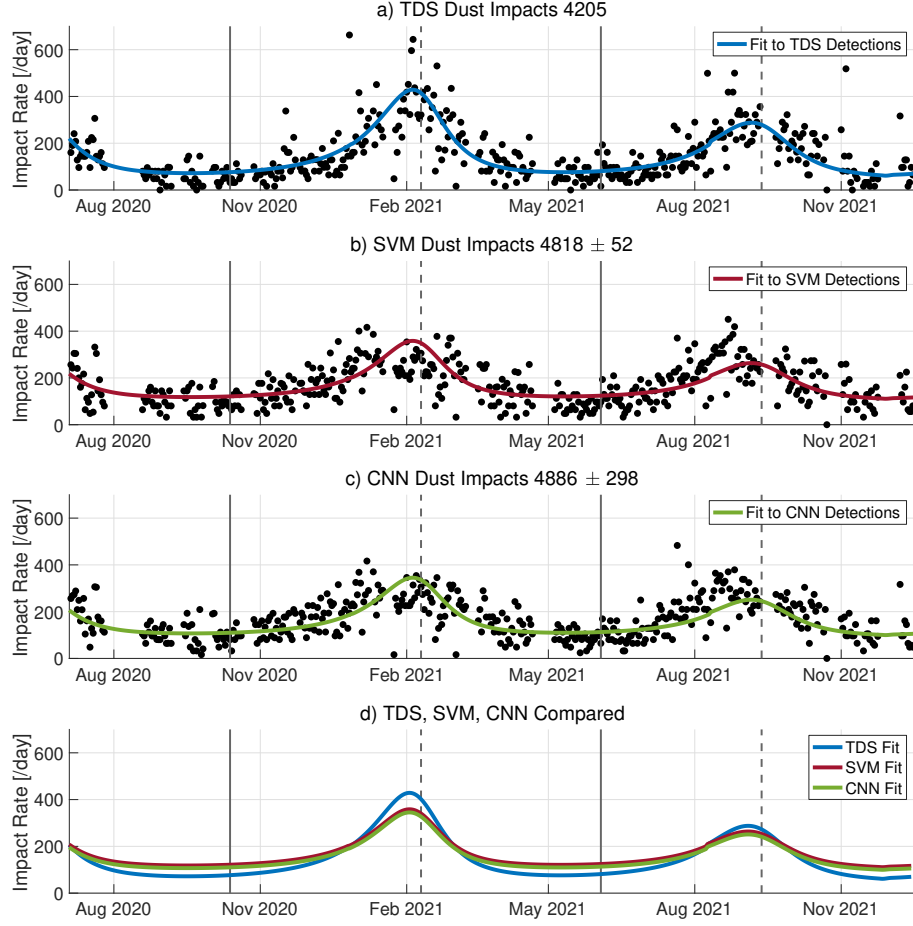 a) TDS Dust Impacts 4205
Impact Rate [/day]
600
400
200
0
Fit to TDS Detections
Aug 2020
Nov 2020
Feb 2021
May 2021
Aug 2021
Nov 2021
b) SVM Dust Impacts 4818 ± 52
Impact Rate [/day]
600
400
200
0
Fit to SVM Detections
Aug 2020
Nov 2020
Feb 2021
May 2021
Aug 2021
Nov 2021
c) CNN Dust Impacts 4886 ± 298
Impact Rate [/day]
600
400
200
0
Fit to CNN Detections
Aug 2020
Nov 2020
Feb 2021
May 2021
Aug 2021
Nov 2021
d) TDS, SVM, CNN Compared
Impact Rate [/day]
600
400
200
0
TDS Fit
SVM Fit
CNN Fit
Aug 2020
Nov 2020
Feb 2021
May 2021
Aug 2021
Nov 2021